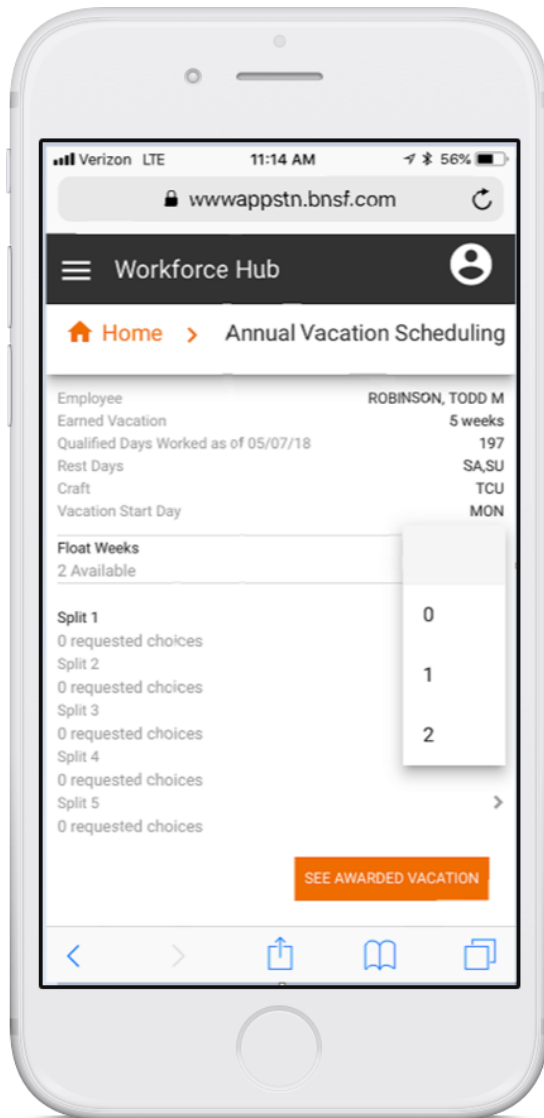 Verizon LTE 11:14 AM 56%
wwwappstn.bnsf.com
Workforce Hub
Home > Annual Vacation Scheduling
Employee ROBINSON, TODD M
Earned Vacation 5 weeks
Qualified Days Worked as of 05/07/18 197
Rest Days SA,SU
Craft TCU
Vacation Start Day MON
Float Weeks
2 Available
0
1
2
Split 1
0 requested choices
Split 2
0 requested choices
Split 3
0 requested choices
Split 4
0 requested choices
Split 5 >
0 requested choices
SEE AWARDED VACATION